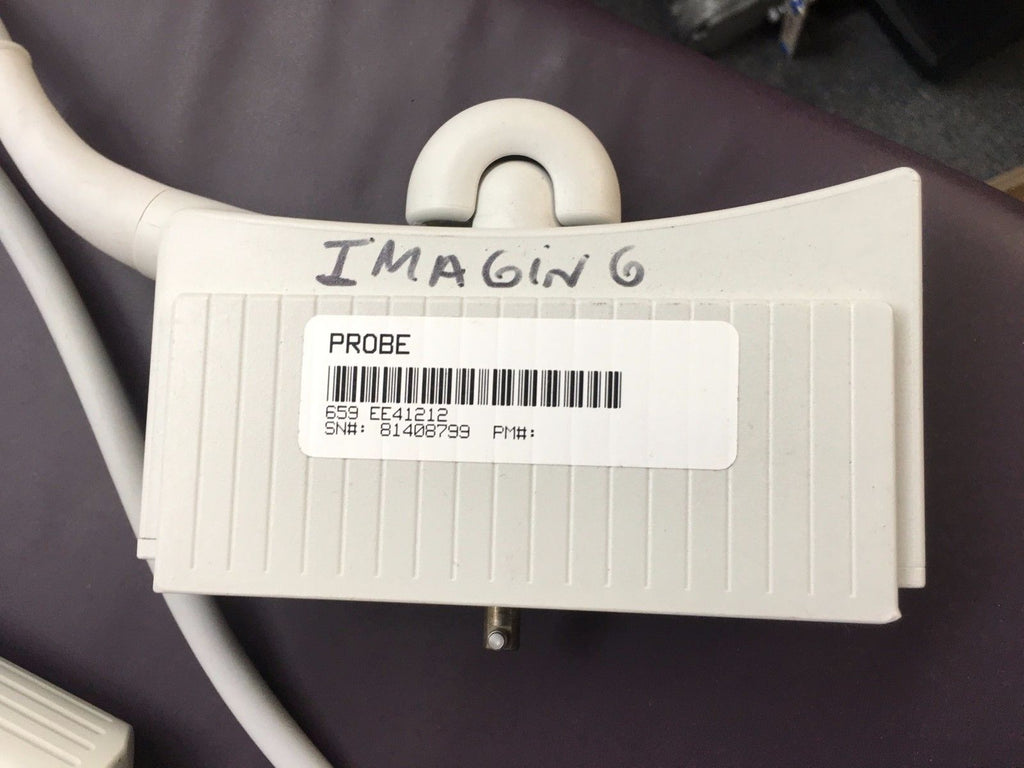 IMAGING
PROBE
659 EE41212
SN#: 81408799 PM#: